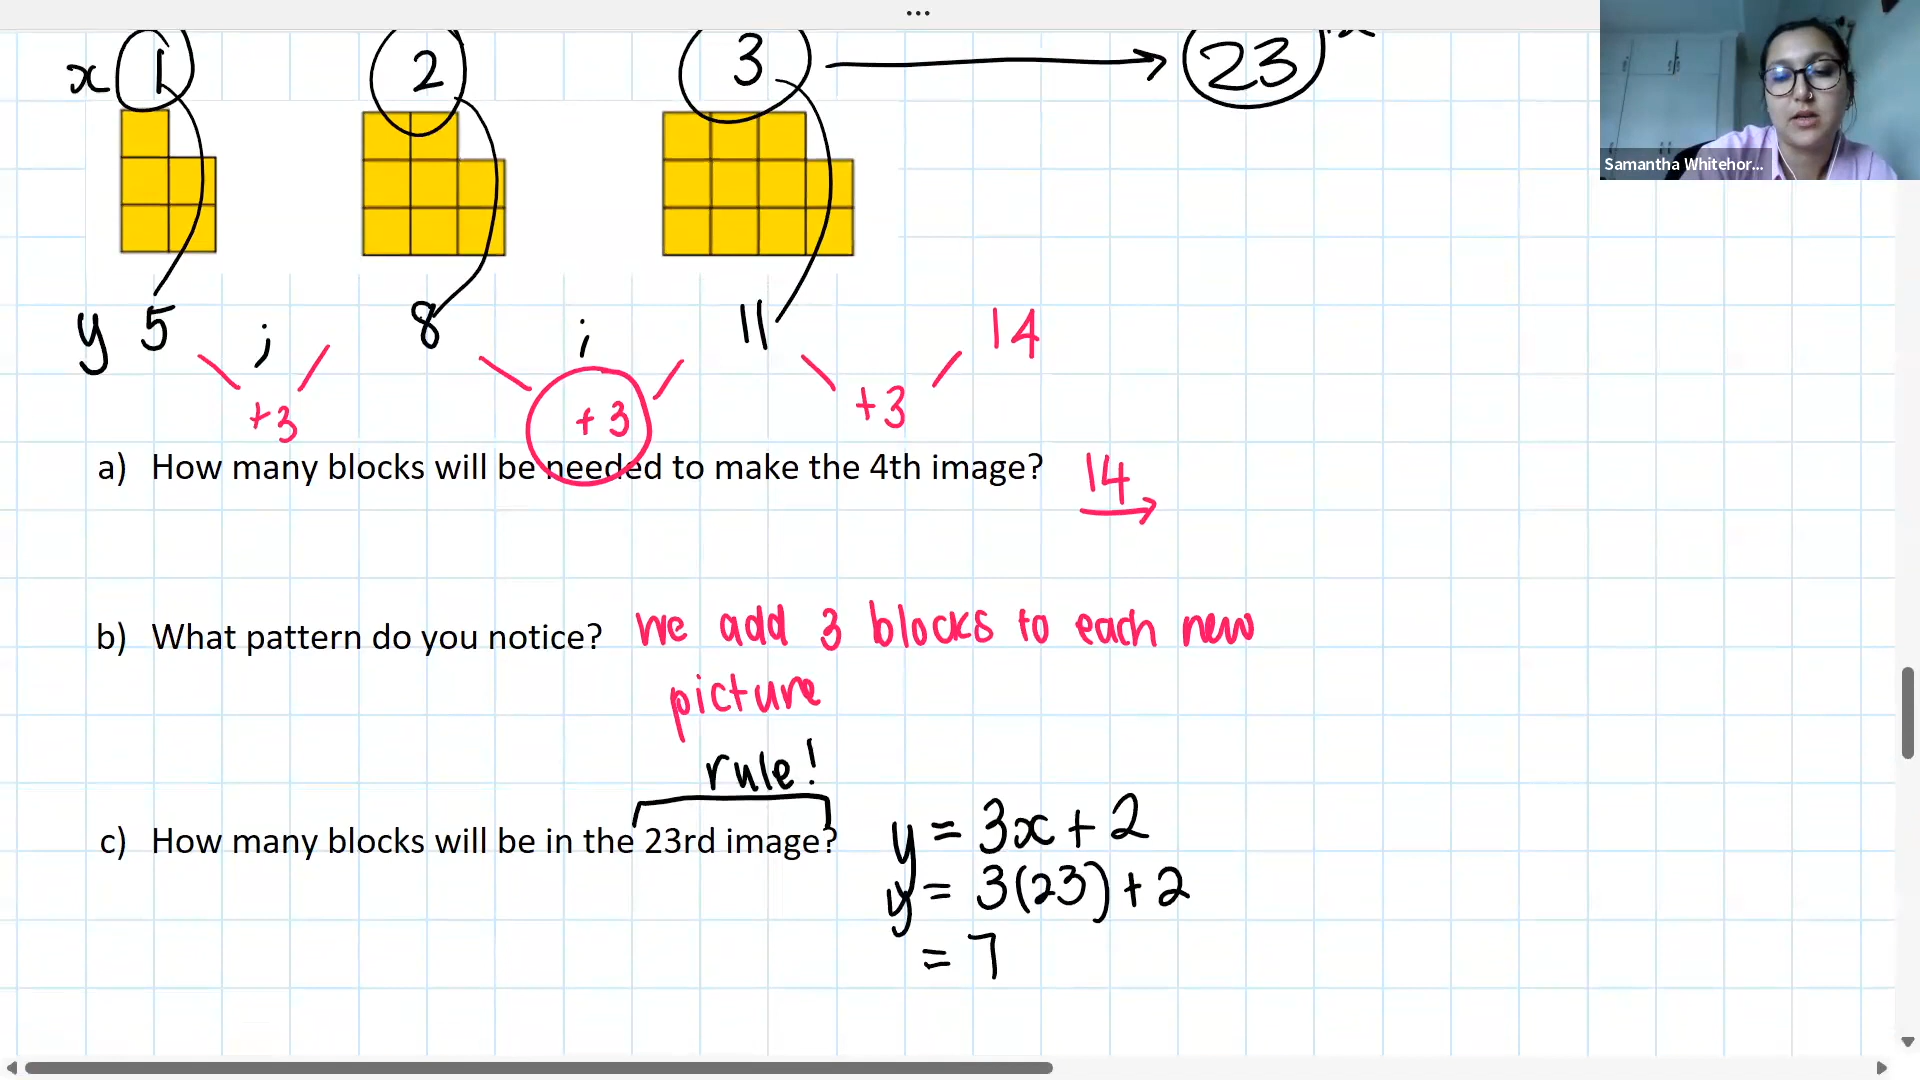 ...
x 1 2 3 23
Samantha Whitehor...
y 5 ; 8 ; 11 14
+3 +3 +3
a) How many blocks will be needed to make the 4th image? 14
b) What pattern do you notice? We add 3 blocks to each new
picture
rule!
c) How many blocks will be in the 23rd image? y = 3x + 2
y = 3(23) + 2
= 7